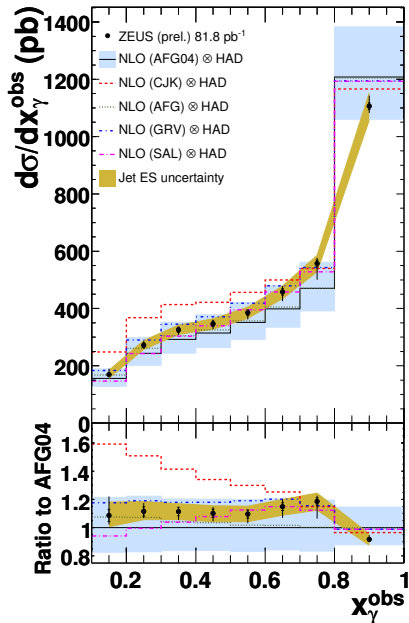 dσ/dxγ^obs (pb)
1400
1200
1000
800
600
400
200
0
ZEUS (prel.) 81.8 pb⁻¹
NLO (AFG04) ⊗ HAD
NLO (CJK) ⊗ HAD
NLO (AFG) ⊗ HAD
NLO (GRV) ⊗ HAD
NLO (SAL) ⊗ HAD
Jet ES uncertainty
Ratio to AFG04
1.6
1.4
1.2
1
0.8
0.2 0.4 0.6 0.8 1
xγ^obs